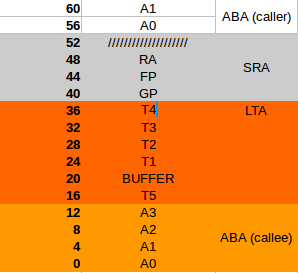 60 A1 ABA (caller)
56 A0
52 ////////////////////
48 RA SRA
44 FP
40 GP
36 T4 LTA
32 T3
28 T2
24 T1
20 BUFFER
16 T5
12 A3
8 A2 ABA (callee)
4 A1
0 A0